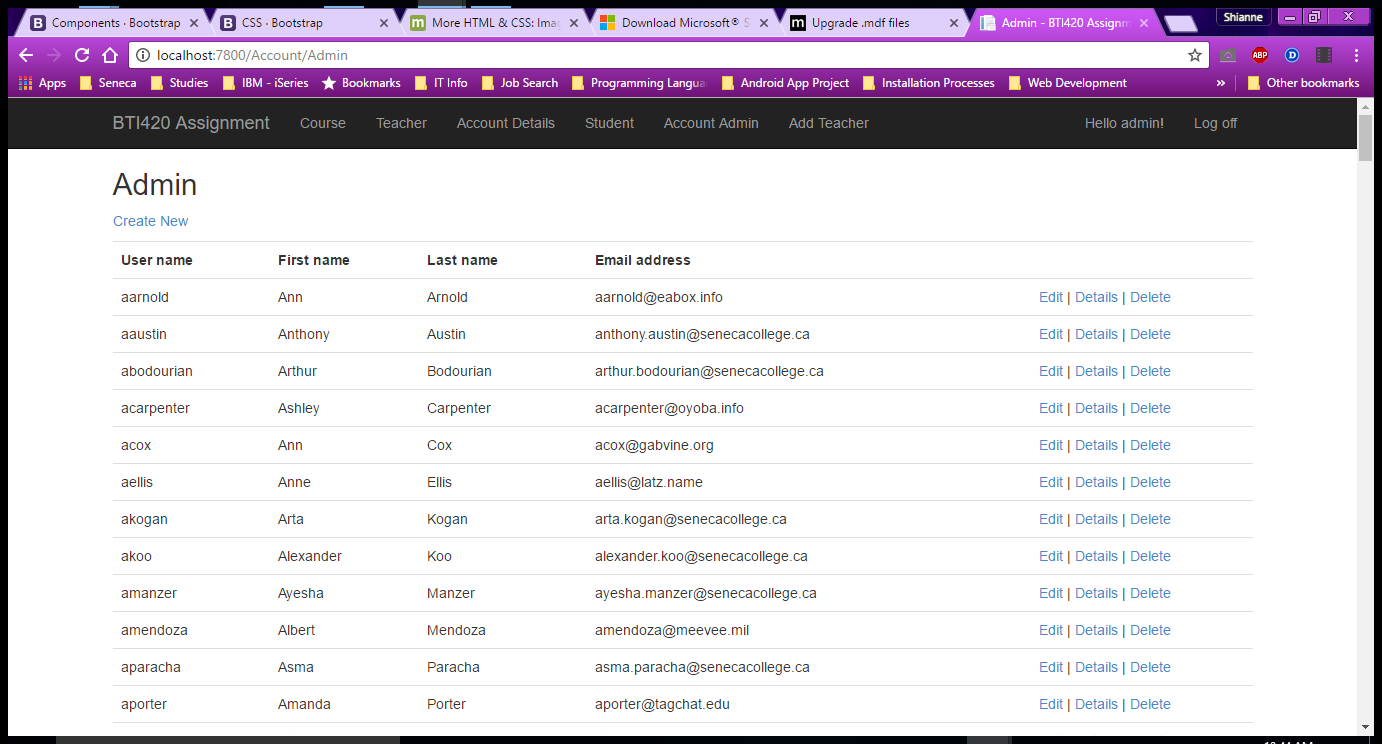 Components · Bootstrap
CSS · Bootstrap
More HTML & CSS: Imag
Download Microsoft® S
Upgrade .mdf files
Admin - BTI420 Assignm
Shianne
localhost:7800/Account/Admin
ABP
D
Apps Seneca Studies IBM - iSeries Bookmarks IT Info Job Search Programming Langua Android App Project Installation Processes Web Development » Other bookmarks
BTI420 Assignment Course Teacher Account Details Student Account Admin Add Teacher Hello admin! Log off
Admin
Create New
User name First name Last name Email address
aarnold Ann Arnold aarnold@eabox.info Edit | Details | Delete
aaustin Anthony Austin anthony.austin@senecacollege.ca Edit | Details | Delete
abodourian Arthur Bodourian arthur.bodourian@senecacollege.ca Edit | Details | Delete
acarpenter Ashley Carpenter acarpenter@oyoba.info Edit | Details | Delete
acox Ann Cox acox@gabvine.org Edit | Details | Delete
aellis Anne Ellis aellis@latz.name Edit | Details | Delete
akogan Arta Kogan arta.kogan@senecacollege.ca Edit | Details | Delete
akoo Alexander Koo alexander.koo@senecacollege.ca Edit | Details | Delete
amanzer Ayesha Manzer ayesha.manzer@senecacollege.ca Edit | Details | Delete
amendoza Albert Mendoza amendoza@meevee.mil Edit | Details | Delete
aparacha Asma Paracha asma.paracha@senecacollege.ca Edit | Details | Delete
aporter Amanda Porter aporter@tagchat.edu Edit | Details | Delete